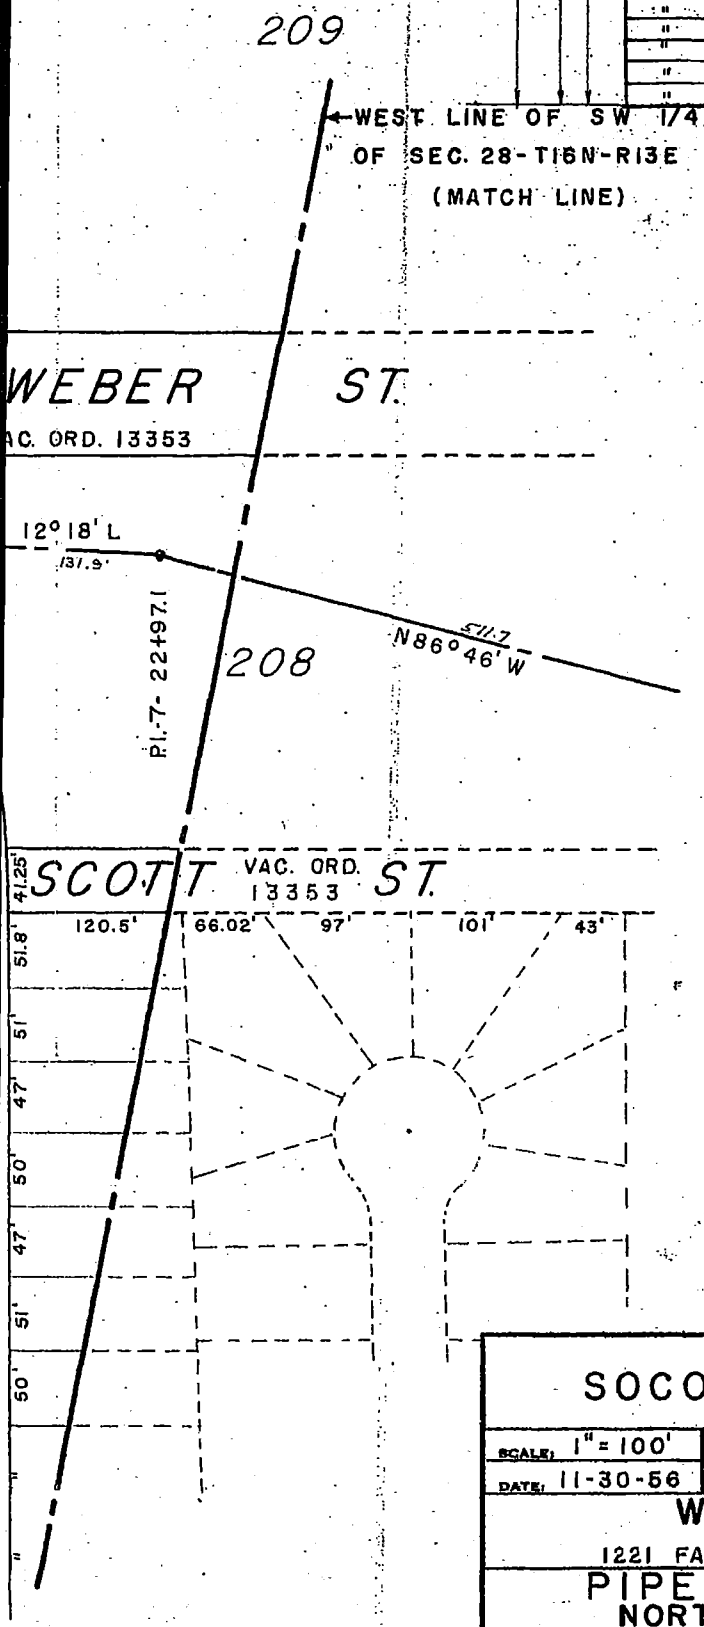 209
WEST LINE OF SW 1/4
OF SEC. 28-T16N-R13E
(MATCH LINE)
WEBER ST.
AC. ORD. 13353
12°18' L
131.9'
P.I.-7- 22+97.1
511.7
N86°46' W
208
41.25'
SCOTT ST.
VAC. ORD.
13353
120.5' 66.02' 97' 101' 43'
51.8'
51'
47'
50'
47'
51'
50'
"
"
SOCO
SCALE: 1"=100'
DATE: 11-30-56
W
1221 FA
PIPE
NORT